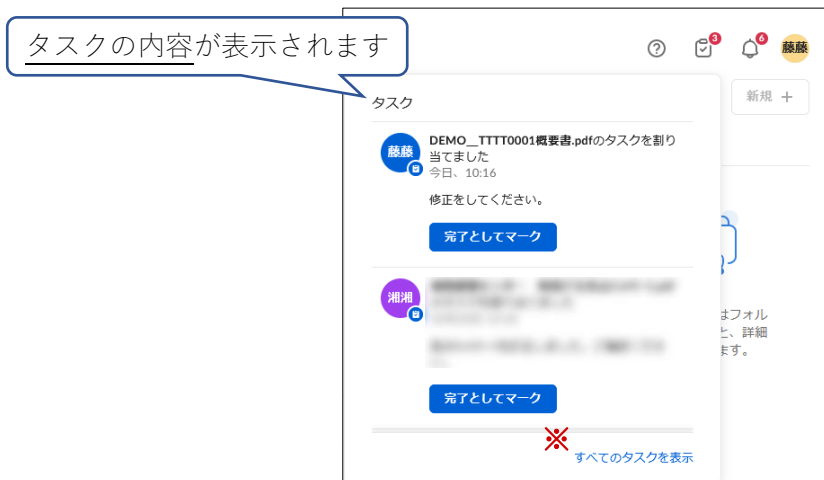 タスクの内容が表示されます
3
6
藤藤
タスク
新規 +
藤藤
DEMO__TTTT0001概要書.pdfのタスクを割り
当てました
今日、10:16
修正をしてください。
完了としてマーク
湘湘
はフォル
と、詳細
ます。
完了としてマーク
※
すべてのタスクを表示